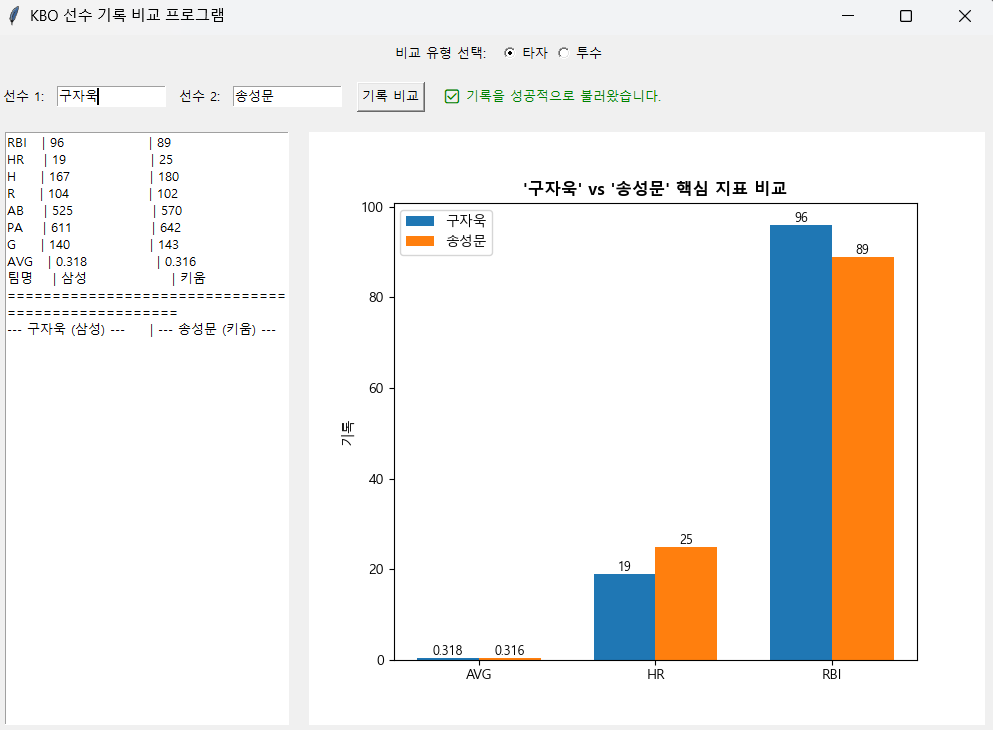 KBO 선수 기록 비교 프로그램
비교 유형 선택: 타자 투수
선수 1: 구자욱 선수 2: 송성문 기록 비교 기록을 성공적으로 불러왔습니다.
RBI | 96 | 89
HR | 19 | 25
H | 167 | 180
R | 104 | 102
AB | 525 | 570
PA | 611 | 642
G | 140 | 143
AVG | 0.318 | 0.316
팀명 | 삼성 | 키움
===============================
===================
--- 구자욱 (삼성) --- | --- 송성문 (키움) ---
'구자욱' vs '송성문' 핵심 지표 비교
구자욱
송성문
기록
100
80
60
40
20
0
0.318
0.316
19
25
96
89
AVG
HR
RBI